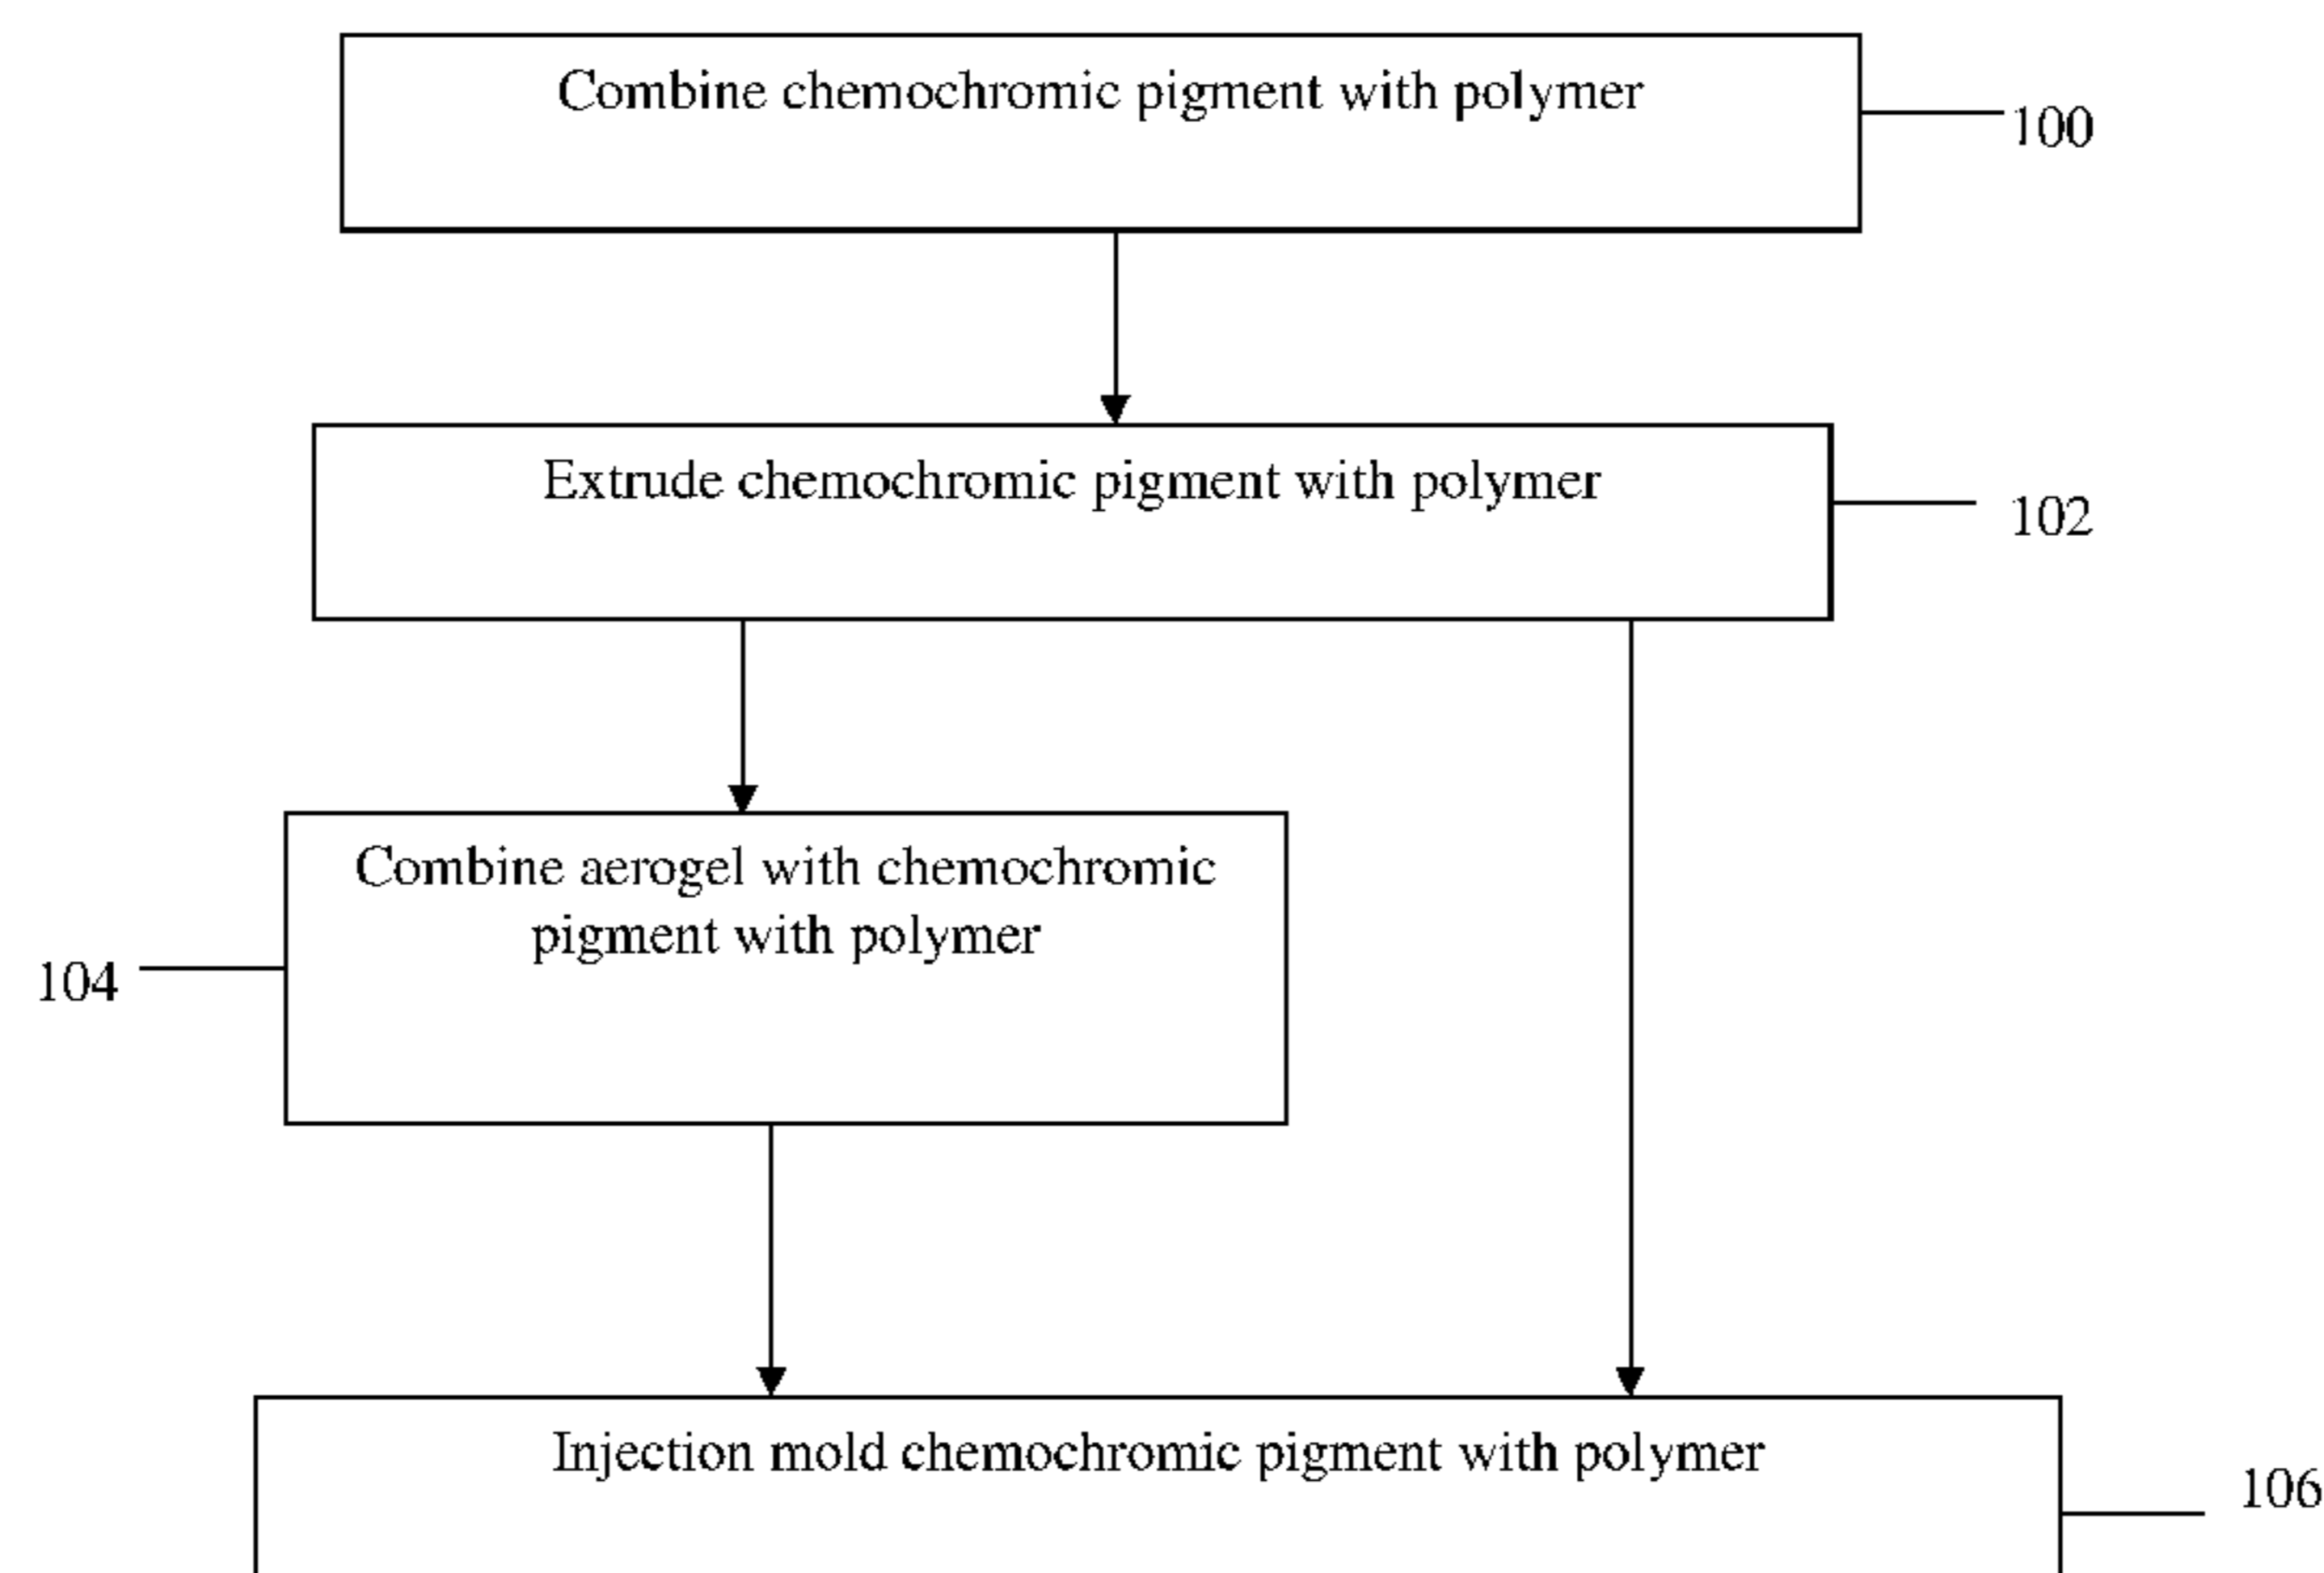 Combine chemochromic pigment with polymer
100
Extrude chemochromic pigment with polymer
102
Combine aerogel with chemochromic
pigment with polymer
104
Injection mold chemochromic pigment with polymer
106